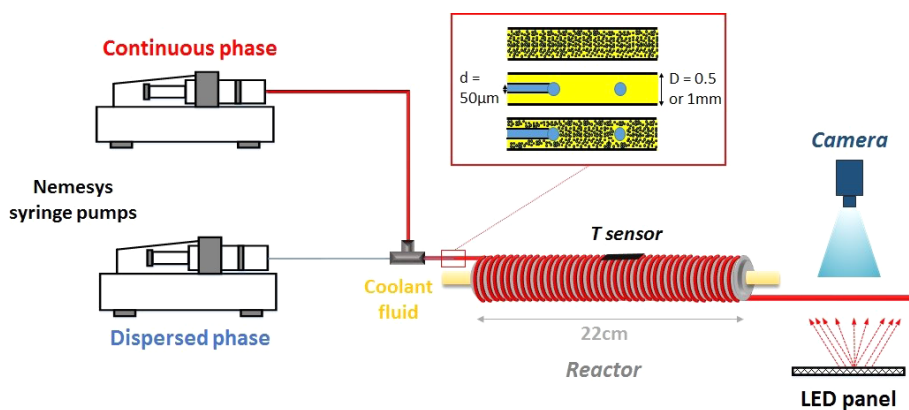 Continuous phase
d =
50μm
D = 0.5
or 1mm
Camera
Nemesys
syringe pumps
T sensor
Coolant
fluid
Dispersed phase
22cm
Reactor
LED panel